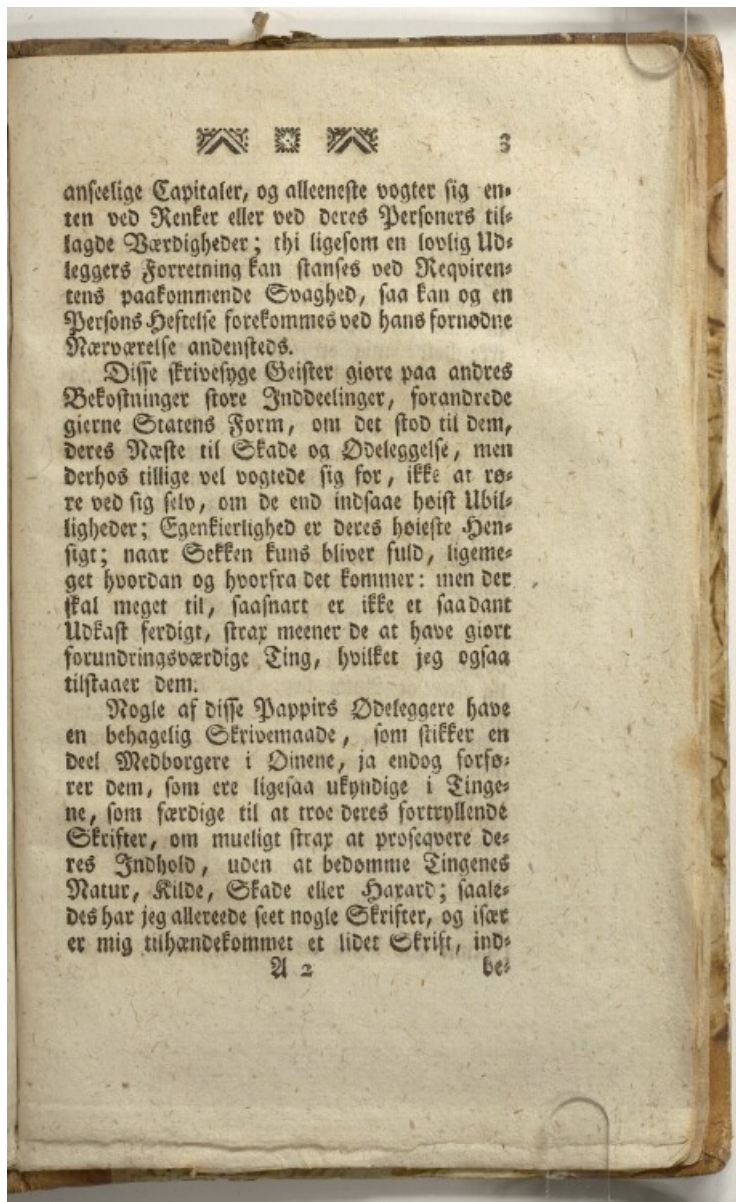 3
anseelige Capitaler, og alleeneste vogter sig en-
ten ved Renker eller ved deres Personers til-
lagde Værdigheder; thi ligesom en lovlig Ud-
leggers Forretning kan stanses ved Reqviren-
tens paakommende Svaghed, saa kan og en
Persons Heftelse forekommes ved hans fornødne
Nærværelse andensteds.
Disse skrivesyge Geister giøre paa andres
Bekostninger store Inddeelinger, forandrede
gierne Statens Form, om det stod til dem,
deres Næste til Skade og Ødeleggelse, men
derhos tillige vel vogtede sig for, ikke at rø-
re ved sig selv, om de end indsaae høist Ubil-
ligheder; Egenkierlighed er deres høieste Hen-
sigt; naar Sekken kuns bliver fuld, ligeme-
get hvordan og hvorfra det kommer: men der
skal meget til, saasnart er ikke et saadant
Udkast ferdigt, strax meener de at have giørt
forundringsværdige Ting, hvilket jeg ogsaa
tilstaaer dem.
Nogle af disse Pappirs Ødeleggere have
en behagelig Skrivemaade, som stikker en
deel Medborgere i Øinene, ja endog forfø-
rer dem, som ere ligesaa ukyndige i Tinge-
ne, som færdige til at troe deres fortryllende
Skrifter, om mueligt strax at proseqvere de-
res Indhold, uden at bedømme Tingenes
Natur, Kilde, Skade eller Haxard; saale-
des har jeg allereede seet nogle Skrifter, og især
er mig tilhændekommet et lidet Skrift, ind-
A 2 be-